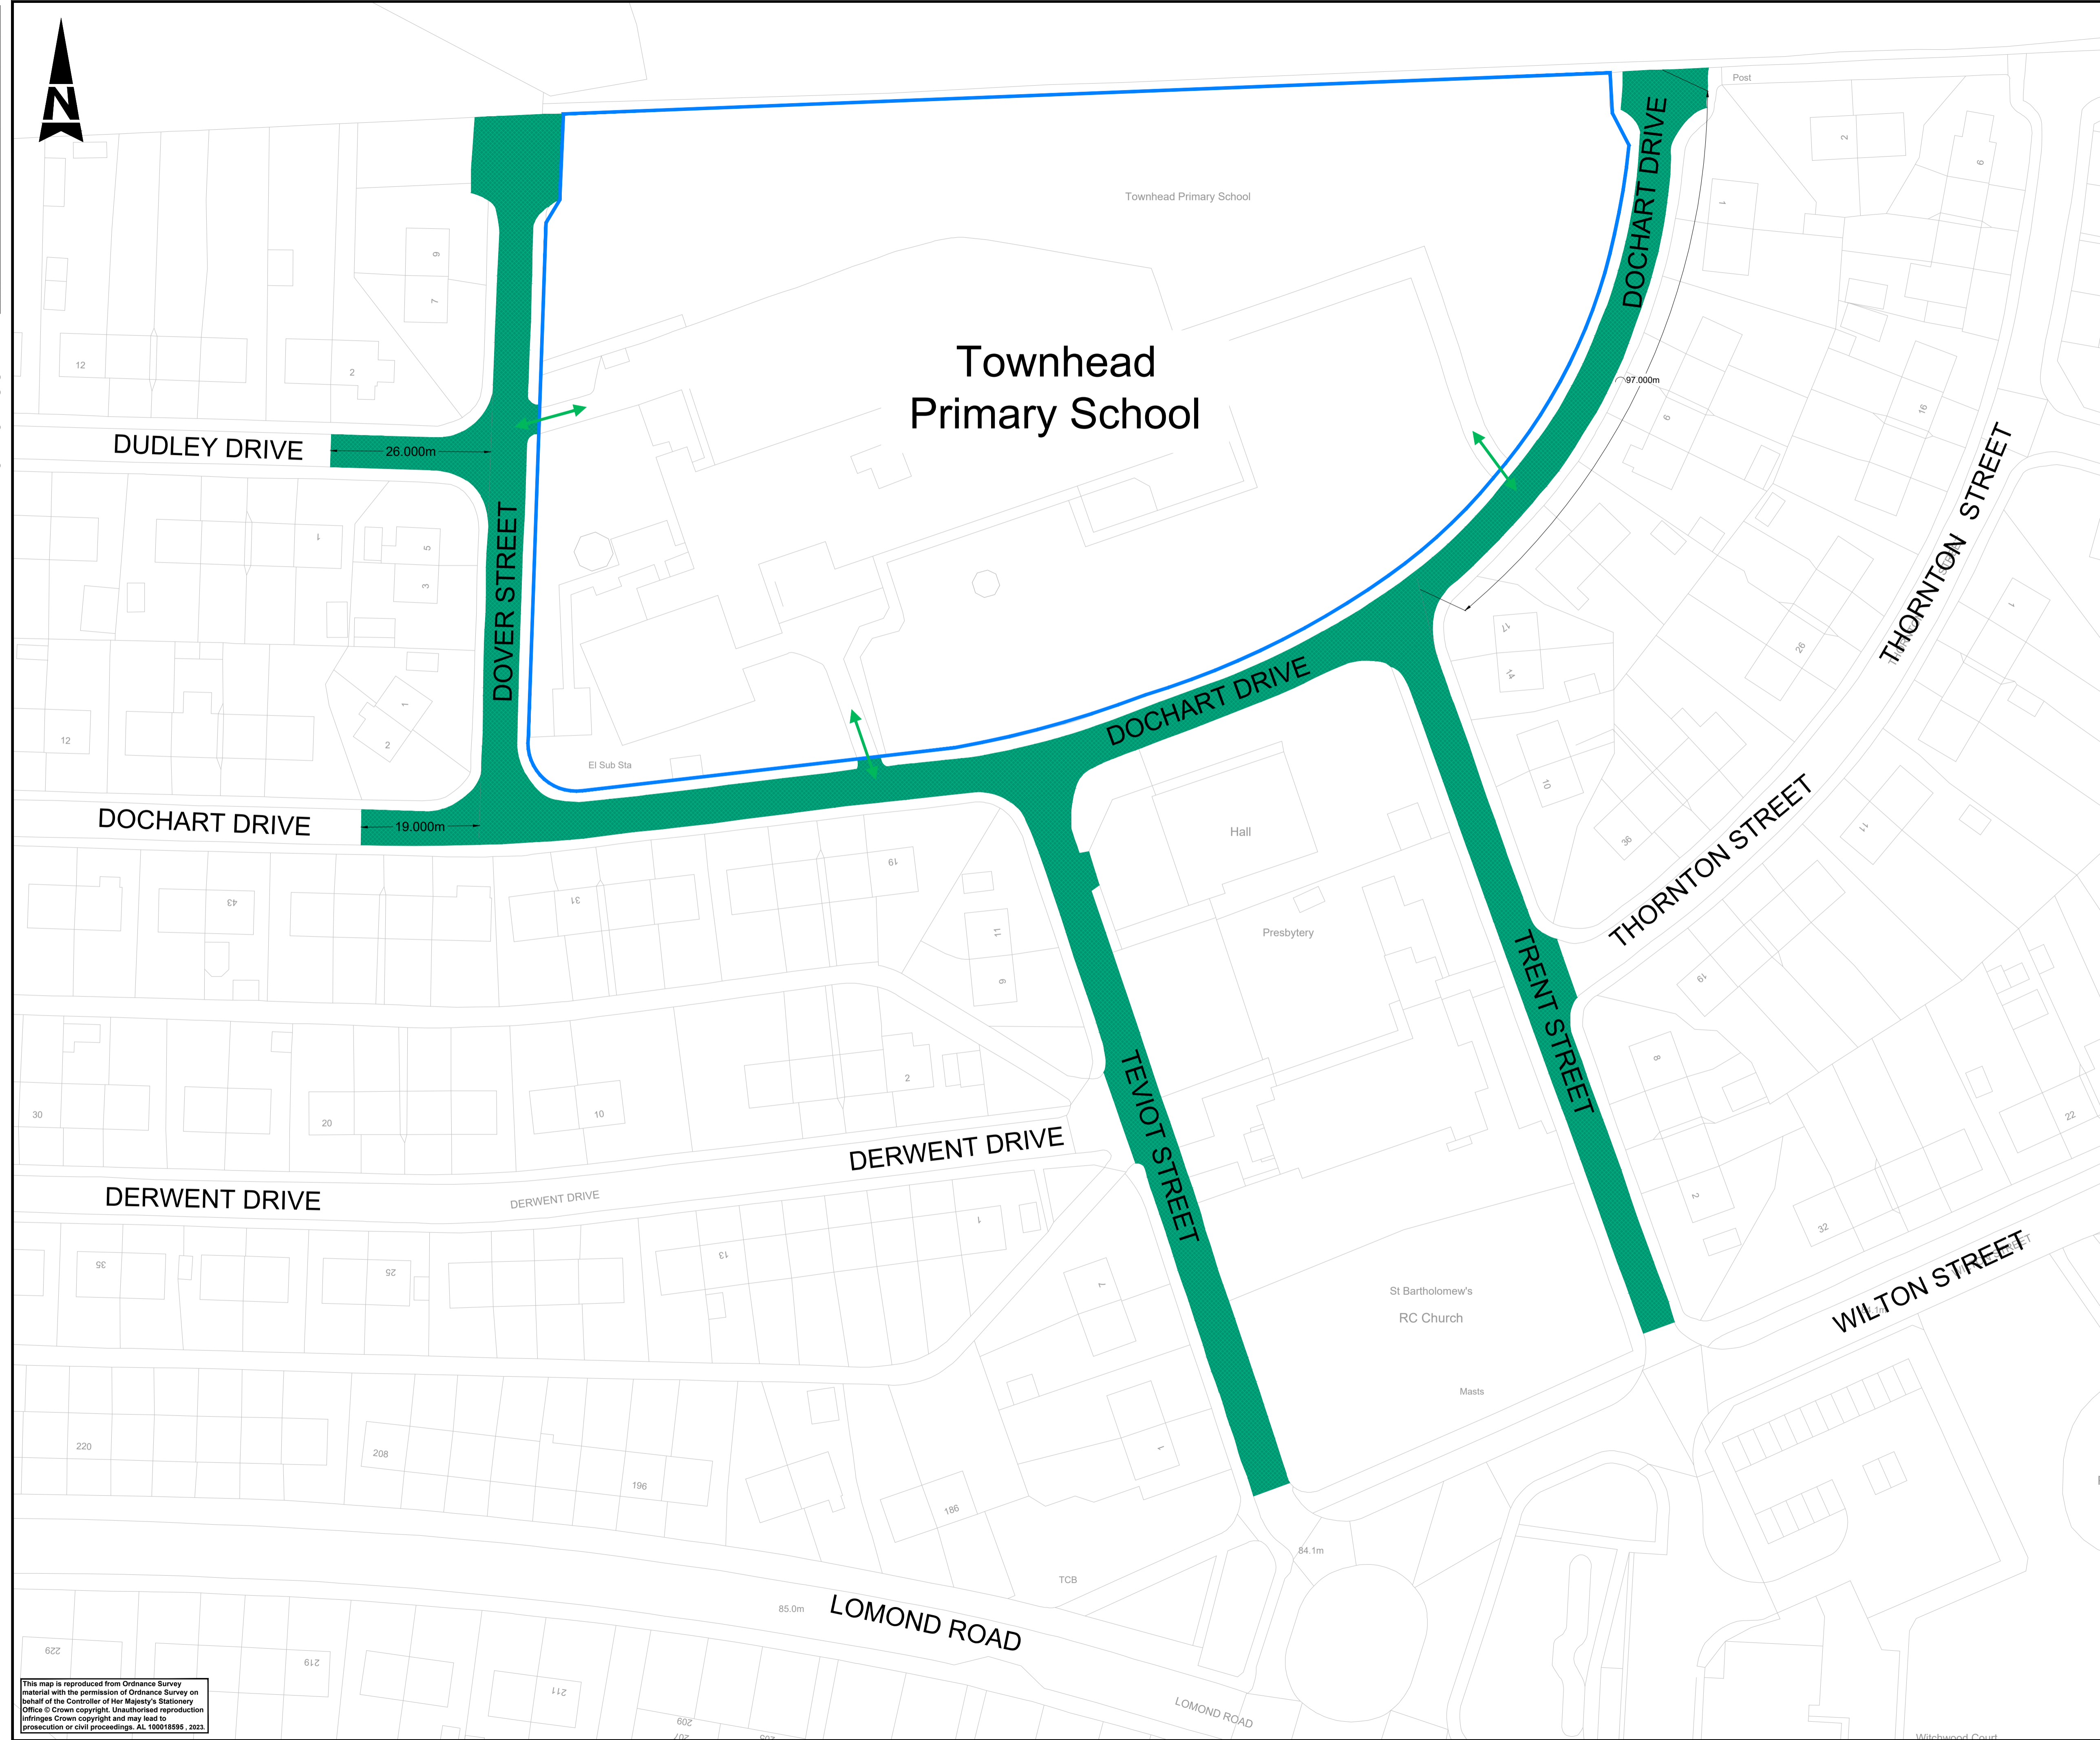 N
Post
2
9
Townhead Primary School
DOCHART DRIVE
1
9
7
12
2
Townhead
Primary School
97.000m
6
16
DUDLEY DRIVE
26.000m
THORNTON STREET
1
5
3
DOVER STREET
1
17
14
26
1
2
12
El Sub Sta
DOCHART DRIVE
10
36
11
DOCHART DRIVE
19.000m
Hall
THORNTON STREET
43
31
19
11
9
Presbytery
TRENT STREET
19
8
2
30
20
10
2
TEVIOT STREET
22
DERWENT DRIVE
DERWENT DRIVE
DERWENT DRIVE
2
32
WILTON STREET
35
25
13
1
7
St Bartholomew's
RC Church
Masts
220
208
196
186
1
84.1m
TCB
85.0m
LOMOND ROAD
229
219
211
209
207
LOMOND ROAD
Witchwood Court
This map is reproduced from Ordnance Survey
material with the permission of Ordnance Survey on
behalf of the Controller of Her Majesty's Stationery
Office © Crown copyright. Unauthorised reproduction
infringes Crown copyright and may lead to
prosecution or civil proceedings. AL 100018595 , 2023.